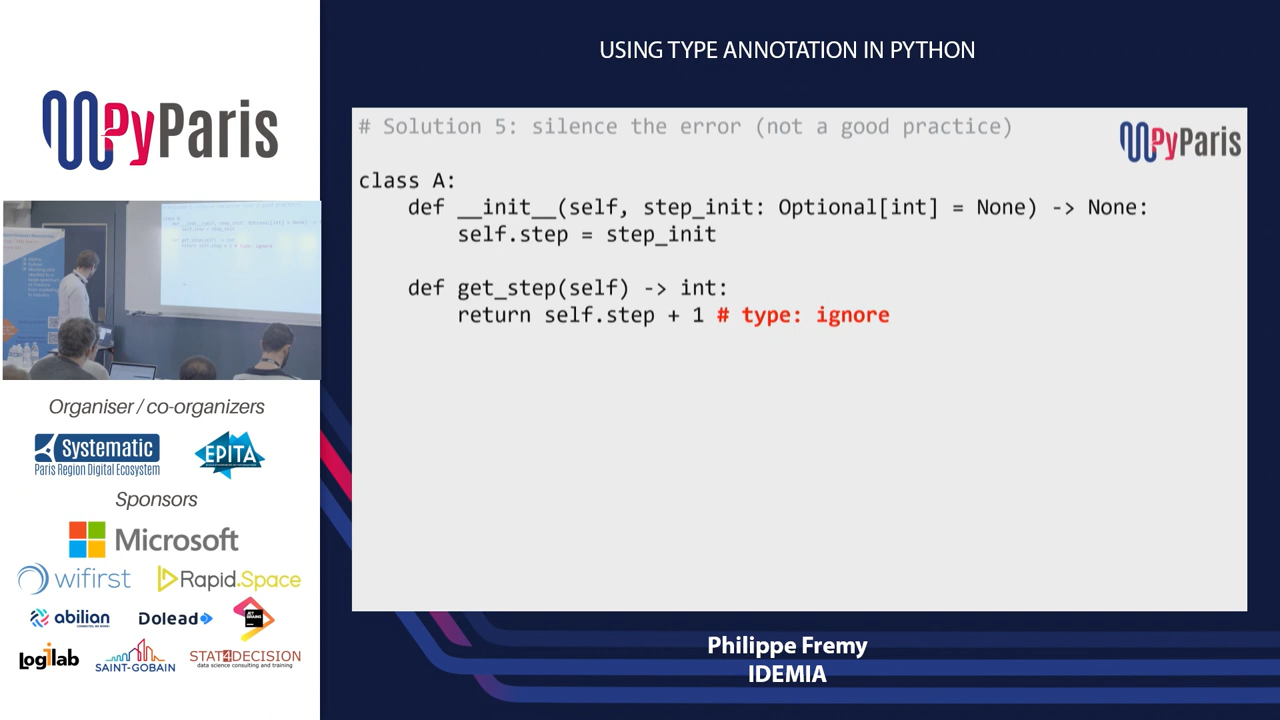 USING TYPE ANNOTATION IN PYTHON
PyParis
# Solution 5: silence the error (not a good practice)
PyParis
class A:
    def __init__(self, step_init: Optional[int] = None) -> None:
        self.step = step_init
    def get_step(self) -> int:
        return self.step + 1 # type: ignore
Organiser / co-organizers
Systematic
Paris Region Digital Ecosystem
EPITA
Sponsors
Microsoft
wifirst
Rapid.Space
abilian
Dolead
JET BRAINS
Logilab
SAINT-GOBAIN
STAT4DECISION
data science consulting and training
Philippe Fremy
IDEMIA